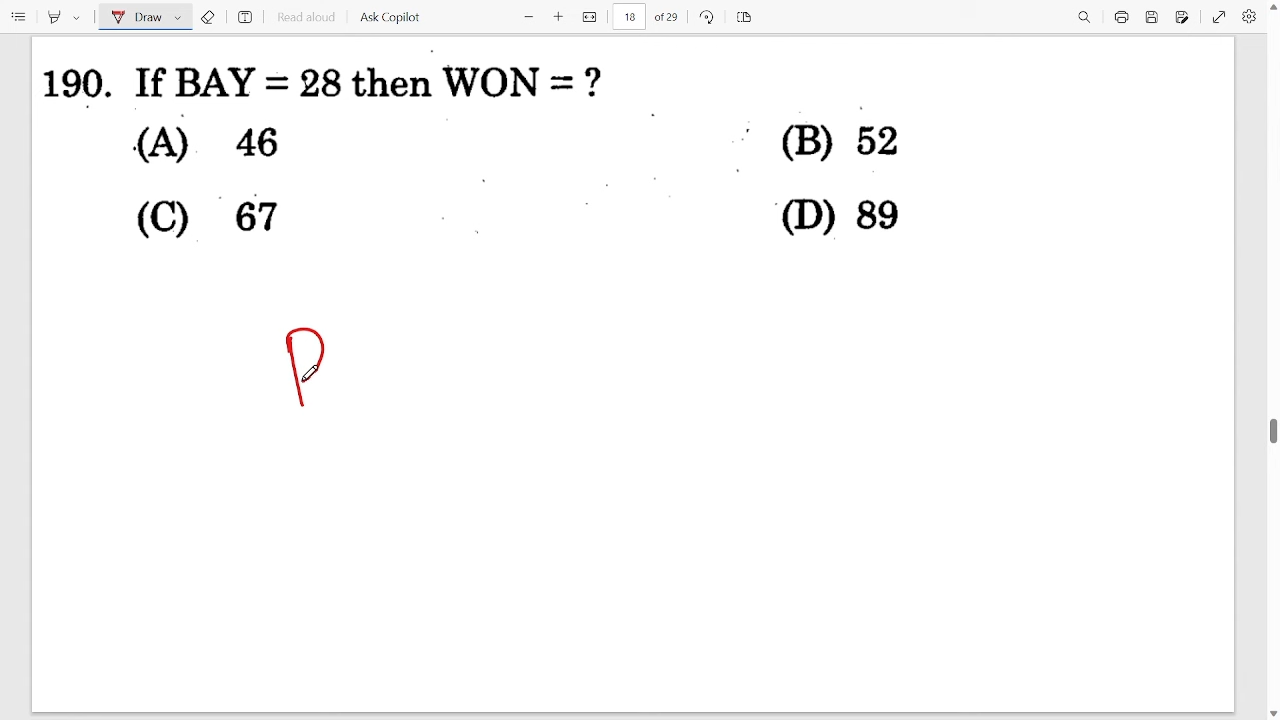 Draw Read aloud Ask Copilot 18 of 29
190. If BAY = 28 then WON = ?
(A) 46 (B) 52
(C) 67 (D) 89